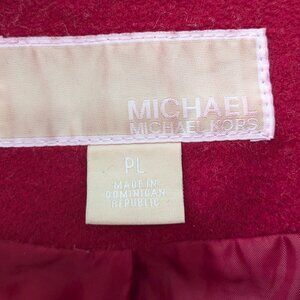 MICHAEL
MICHAEL KORS
PL
MADE IN
DOMINICAN
REPUBLIC